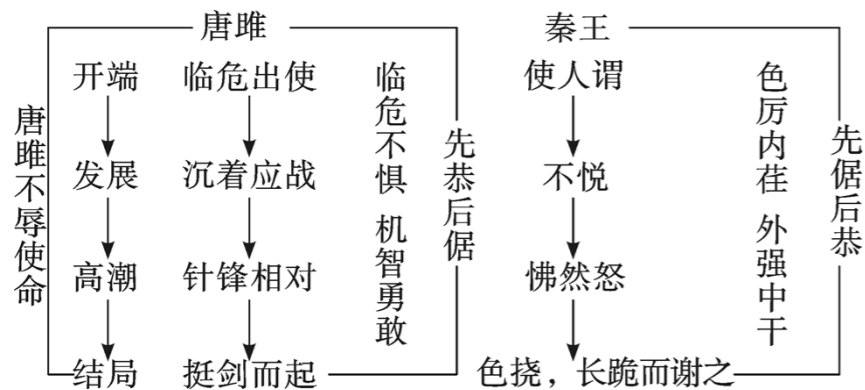 唐雎
秦王
唐雎不辱使命
开端
临危出使
使人谓
发展
沉着应战
不悦
高潮
针锋相对
怫然怒
结局
挺剑而起
色挠，长跪而谢之
临危不惧 机智勇敢
先恭后倨
色厉内荏 外强中干
先倨后恭